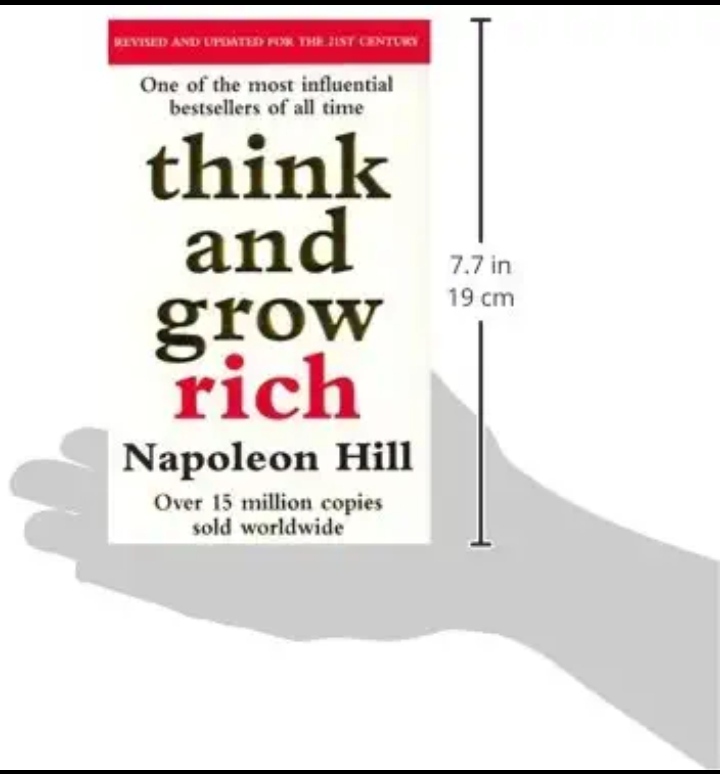 REVISED AND UPDATED FOR THE 21ST CENTURY
One of the most influential
bestsellers of all time
think
and
grow
rich
Napoleon Hill
Over 15 million copies
sold worldwide
7.7 in
19 cm